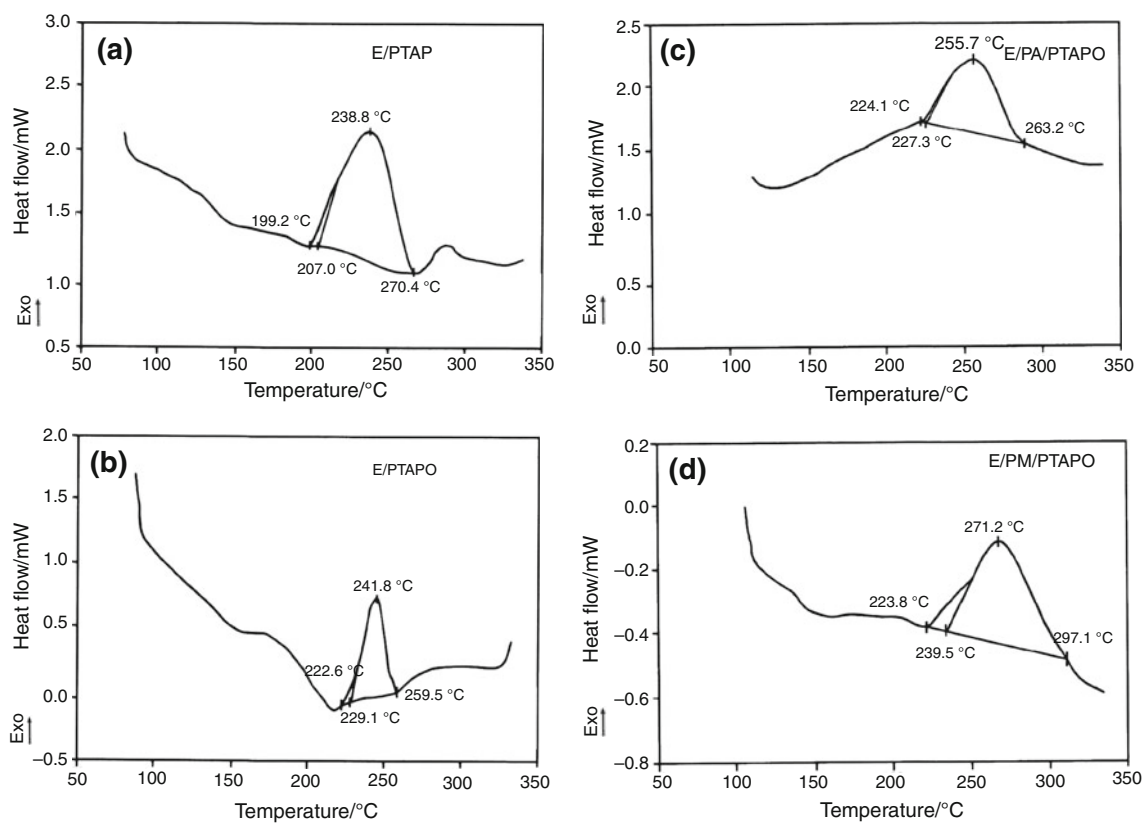 (a)
E/PTAP
3.0
2.5
2.0
1.5
1.0
0.5
Heat flow/mW
Exo
238.8 °C
199.2 °C
207.0 °C
270.4 °C
50 100 150 200 250 300 350
Temperature/°C
(c)
E/PA/PTAPO
2.5
2.0
1.5
1.0
0.5
0.0
Heat flow/mW
Exo
255.7 °C
224.1 °C
227.3 °C
263.2 °C
50 100 150 200 250 300 350
Temperature/°C
(b)
E/PTAPO
2.0
1.5
1.0
0.5
0.0
–0.5
Heat flow/mW
Exo
241.8 °C
222.6 °C
229.1 °C
259.5 °C
50 100 150 200 250 300 350
Temperature/°C
(d)
E/PM/PTAPO
0.2
0.0
–0.2
–0.4
–0.6
–0.8
Heat flow/mW
Exo
271.2 °C
223.8 °C
239.5 °C
297.1 °C
50 100 150 200 250 300 350
Temperature/°C